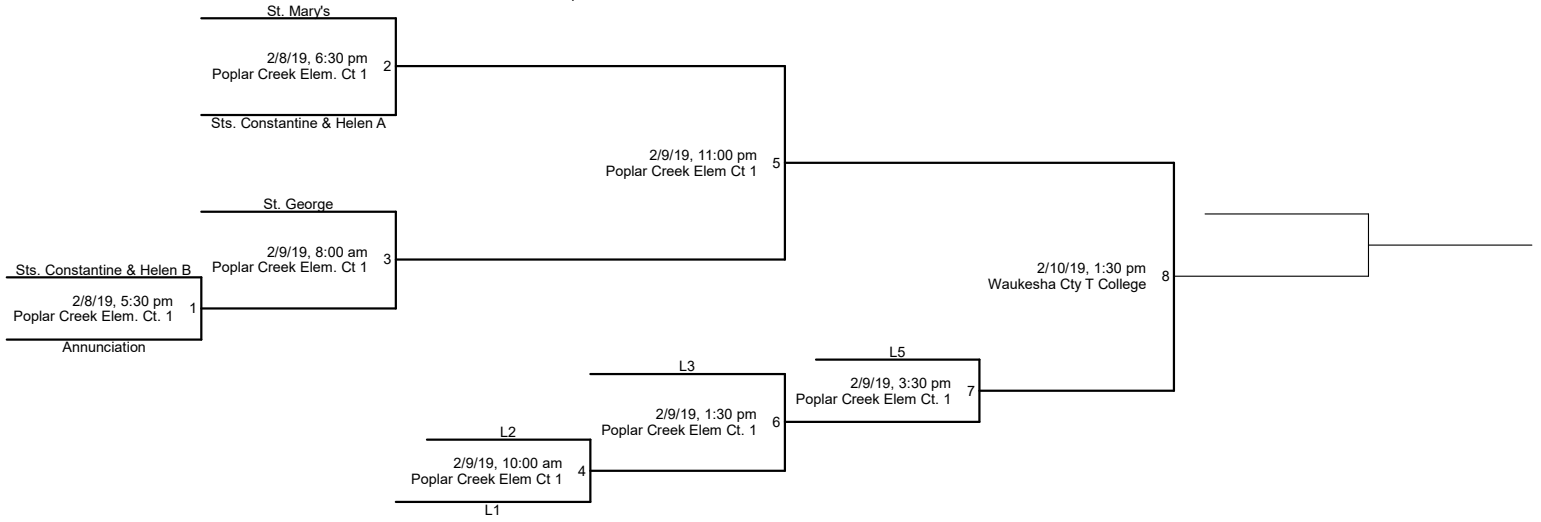 St. Mary's
2/8/19, 6:30 pm
Poplar Creek Elem. Ct 1
2
Sts. Constantine & Helen A
2/9/19, 11:00 pm
Poplar Creek Elem Ct 1
5
St. George
2/9/19, 8:00 am
Poplar Creek Elem. Ct 1
3
Sts. Constantine & Helen B
2/8/19, 5:30 pm
Poplar Creek Elem. Ct. 1
1
Annunciation
2/10/19, 1:30 pm
Waukesha Cty T College
8
L5
2/9/19, 3:30 pm
Poplar Creek Elem Ct. 1
7
L3
2/9/19, 1:30 pm
Poplar Creek Elem Ct. 1
6
L2
2/9/19, 10:00 am
Poplar Creek Elem Ct 1
4
L1